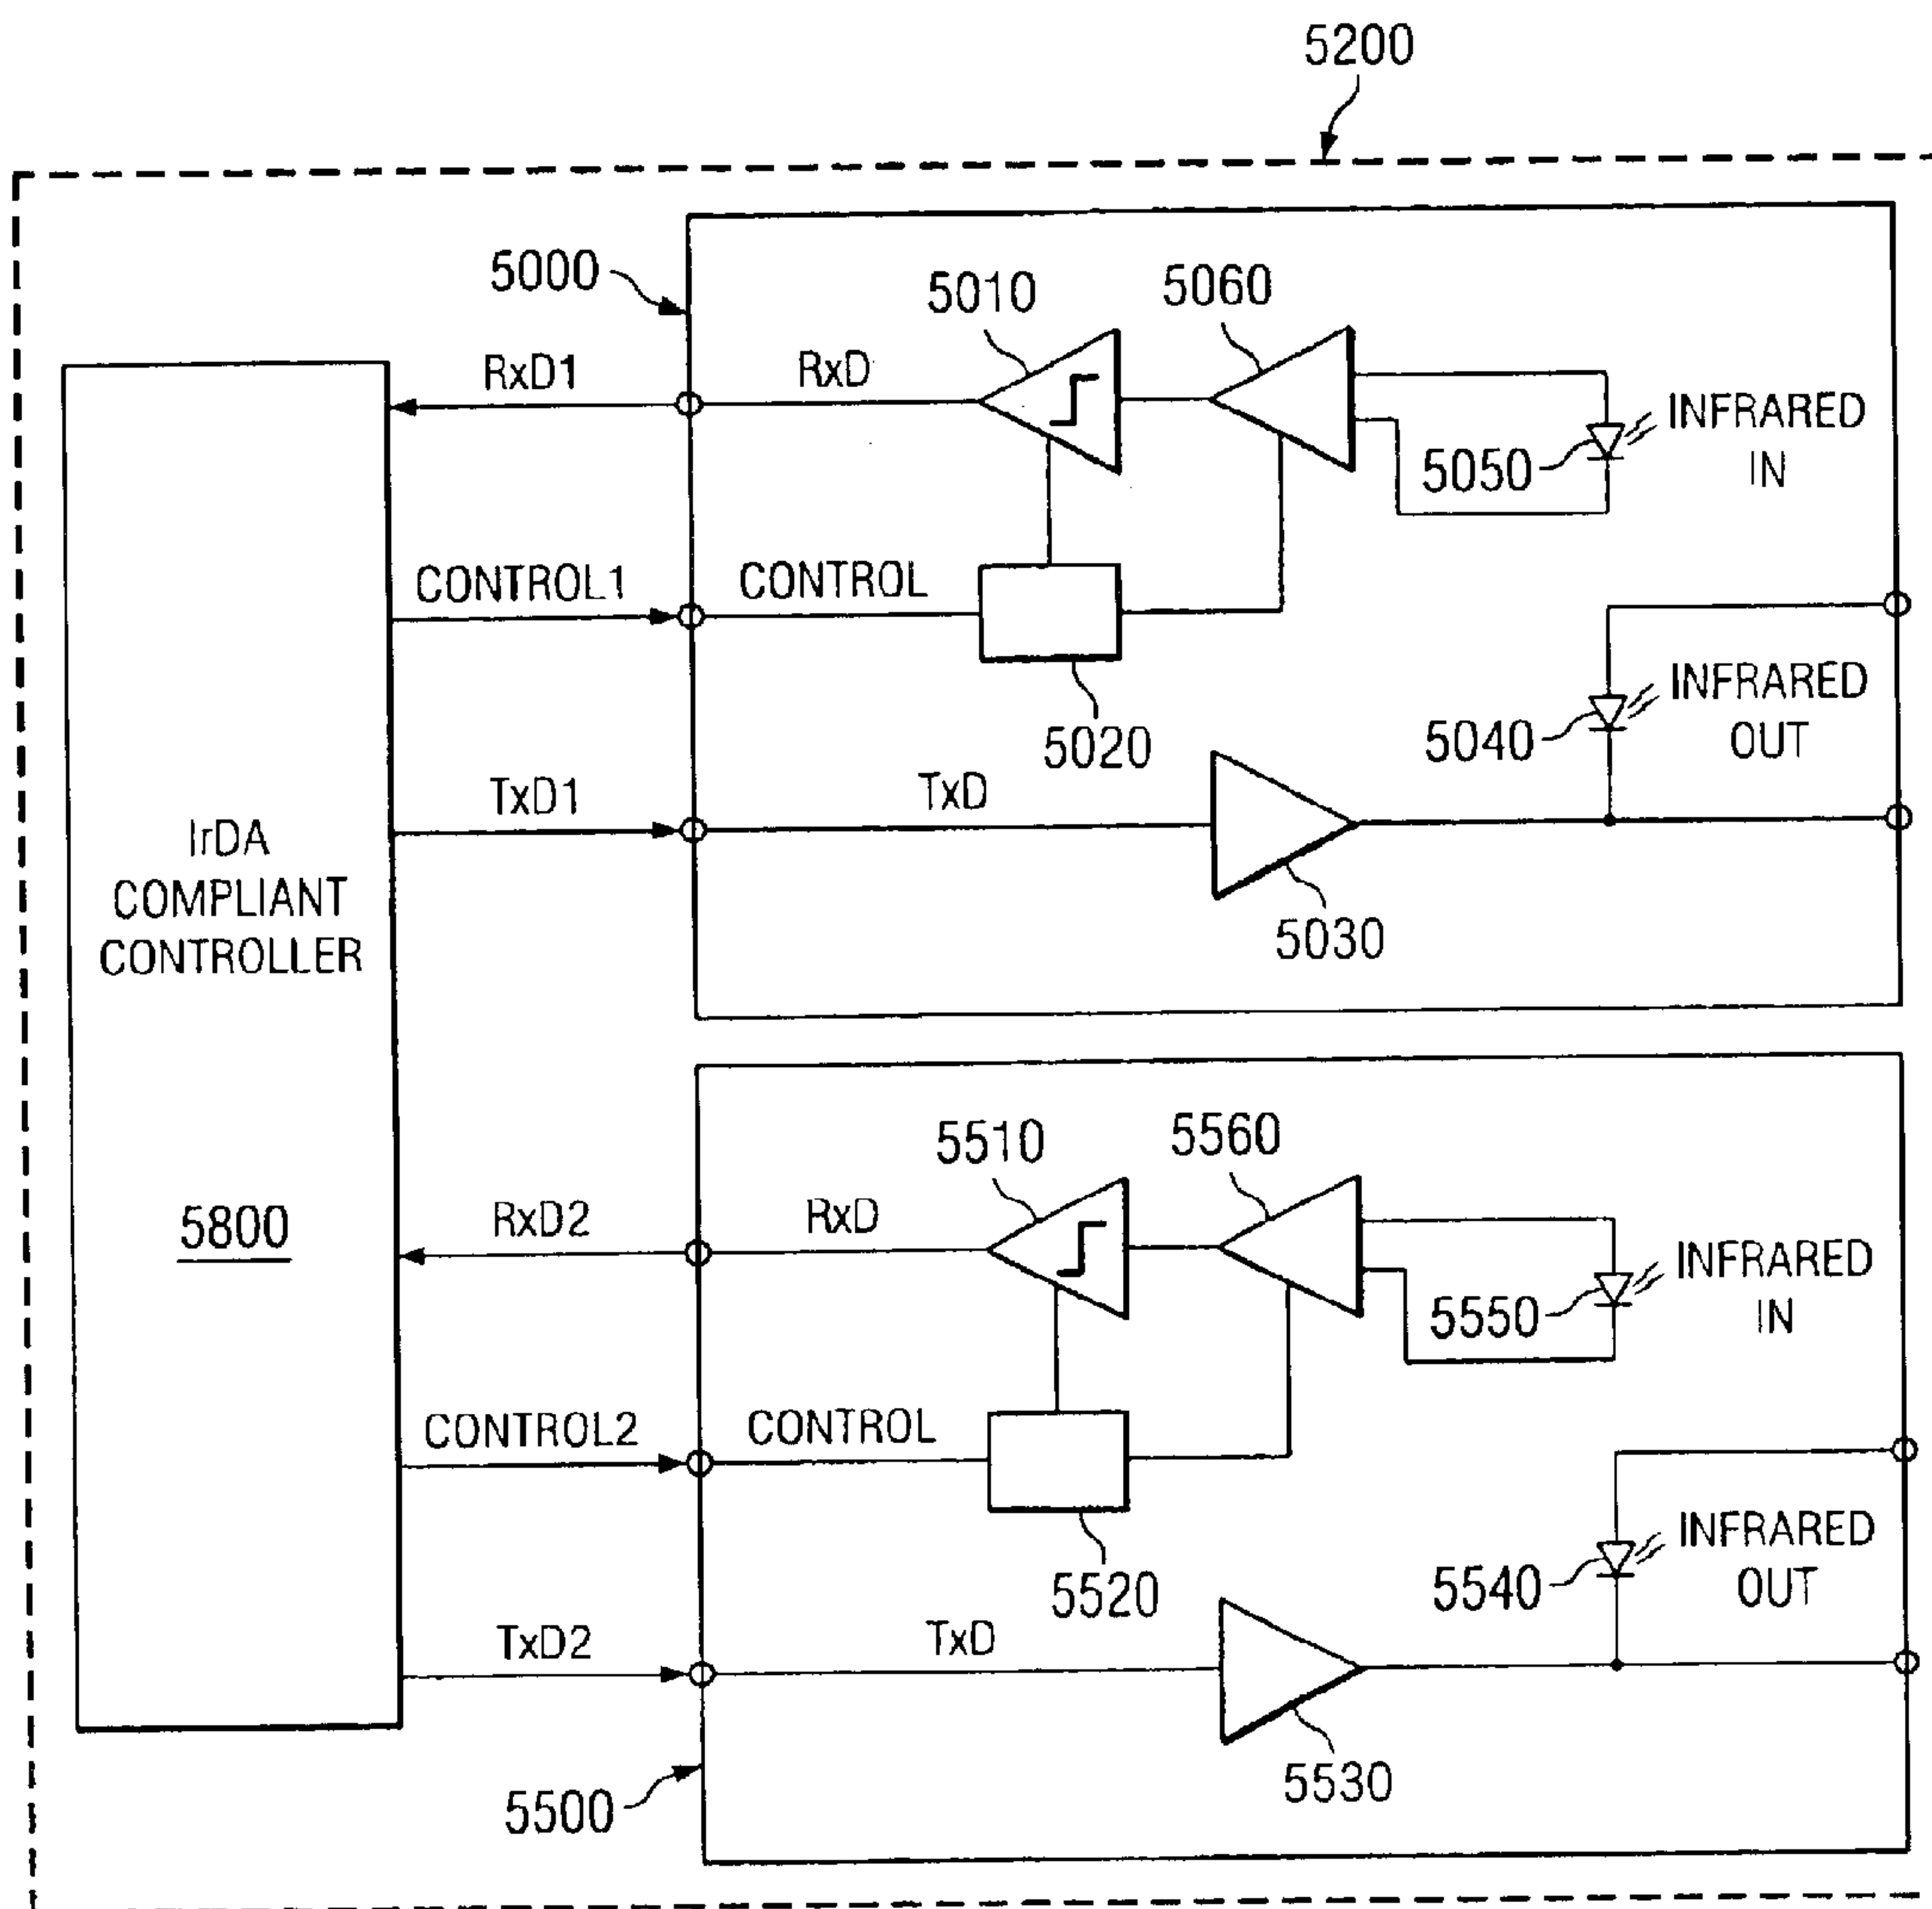 5200
5000
5010
5060
RxD1
RxD
INFRARED
IN
5050
CONTROL1
CONTROL
5020
INFRARED
OUT
5040
TxD1
TxD
5030
IrDA
COMPLIANT
CONTROLLER
5800
5510
5560
RxD2
RxD
INFRARED
IN
5550
CONTROL2
CONTROL
5520
INFRARED
OUT
5540
TxD2
TxD
5530
5500